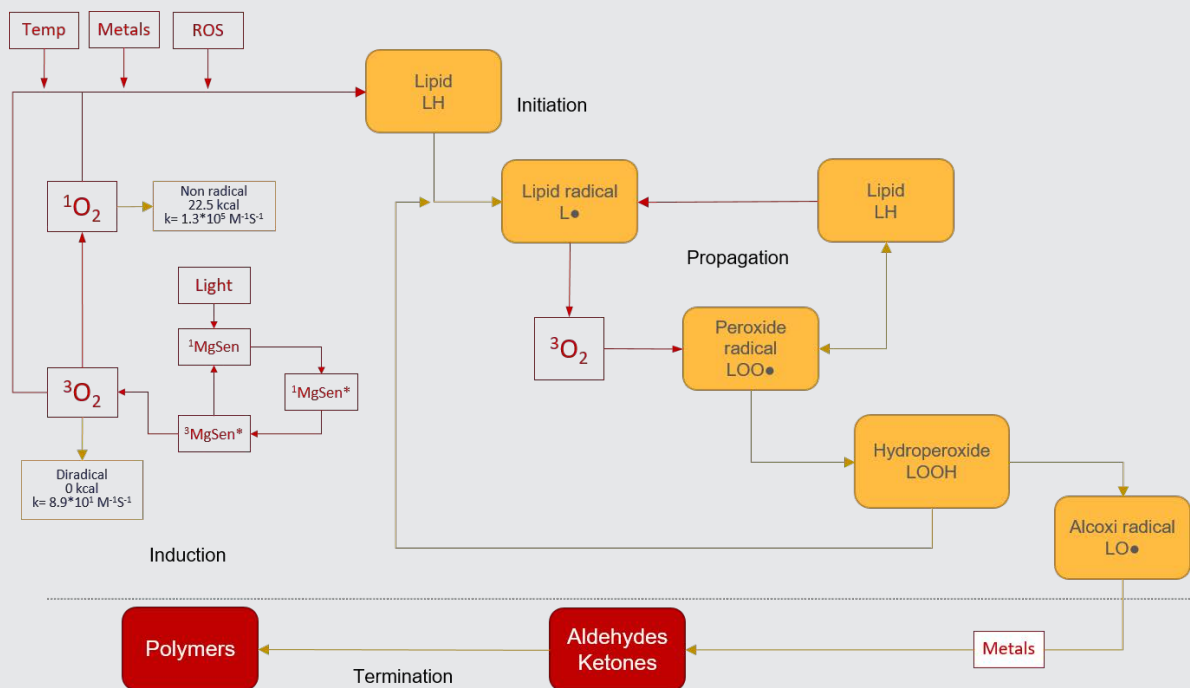 Temp
Metals
ROS
Lipid
LH
Initiation
Lipid radical
L●
Lipid
LH
Propagation
¹O₂
Non radical
22.5 kcal
k= 1.3*10⁵ M⁻¹S⁻¹
Light
¹MgSen
¹MgSen*
³MgSen*
³O₂
Diradical
0 kcal
k= 8.9*10¹ M⁻¹S⁻¹
³O₂
Peroxide
radical
LOO●
Hydroperoxide
LOOH
Alcoxi radical
LO●
Induction
Polymers
Termination
Aldehydes
Ketones
Metals